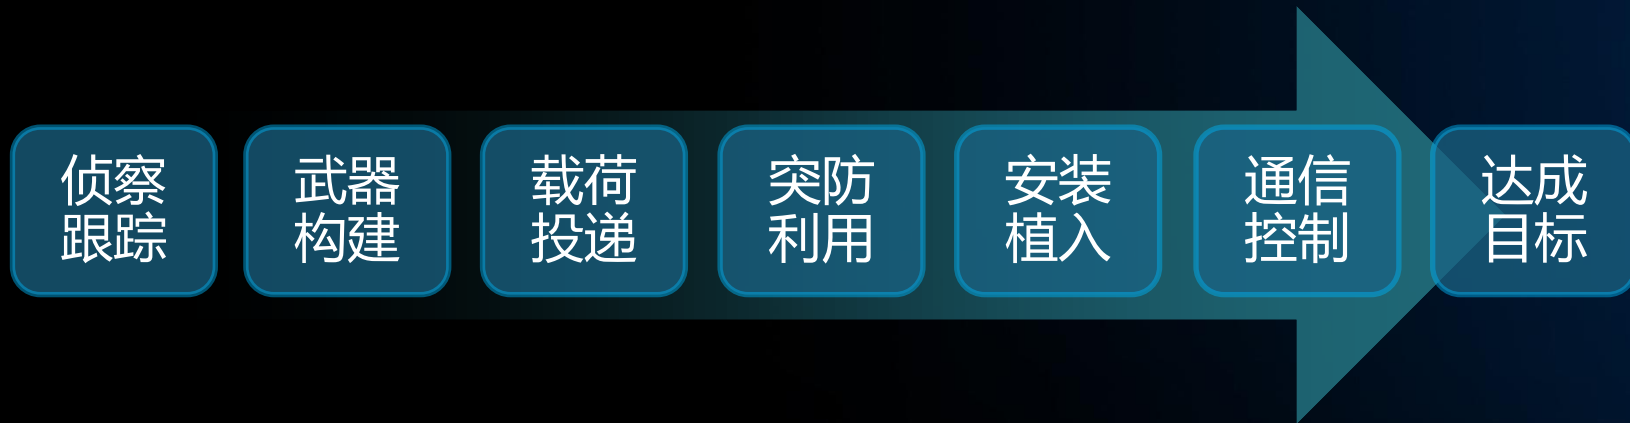 侦察
跟踪
武器
构建
载荷
投递
突防
利用
安装
植入
通信
控制
达成
目标